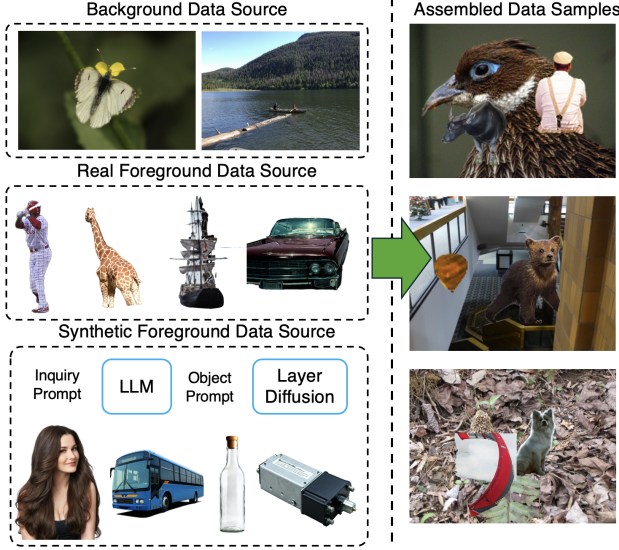 Background Data Source
Assembled Data Samples
Real Foreground Data Source
Synthetic Foreground Data Source
Inquiry
Prompt
LLM
Object
Prompt
Layer
Diffusion